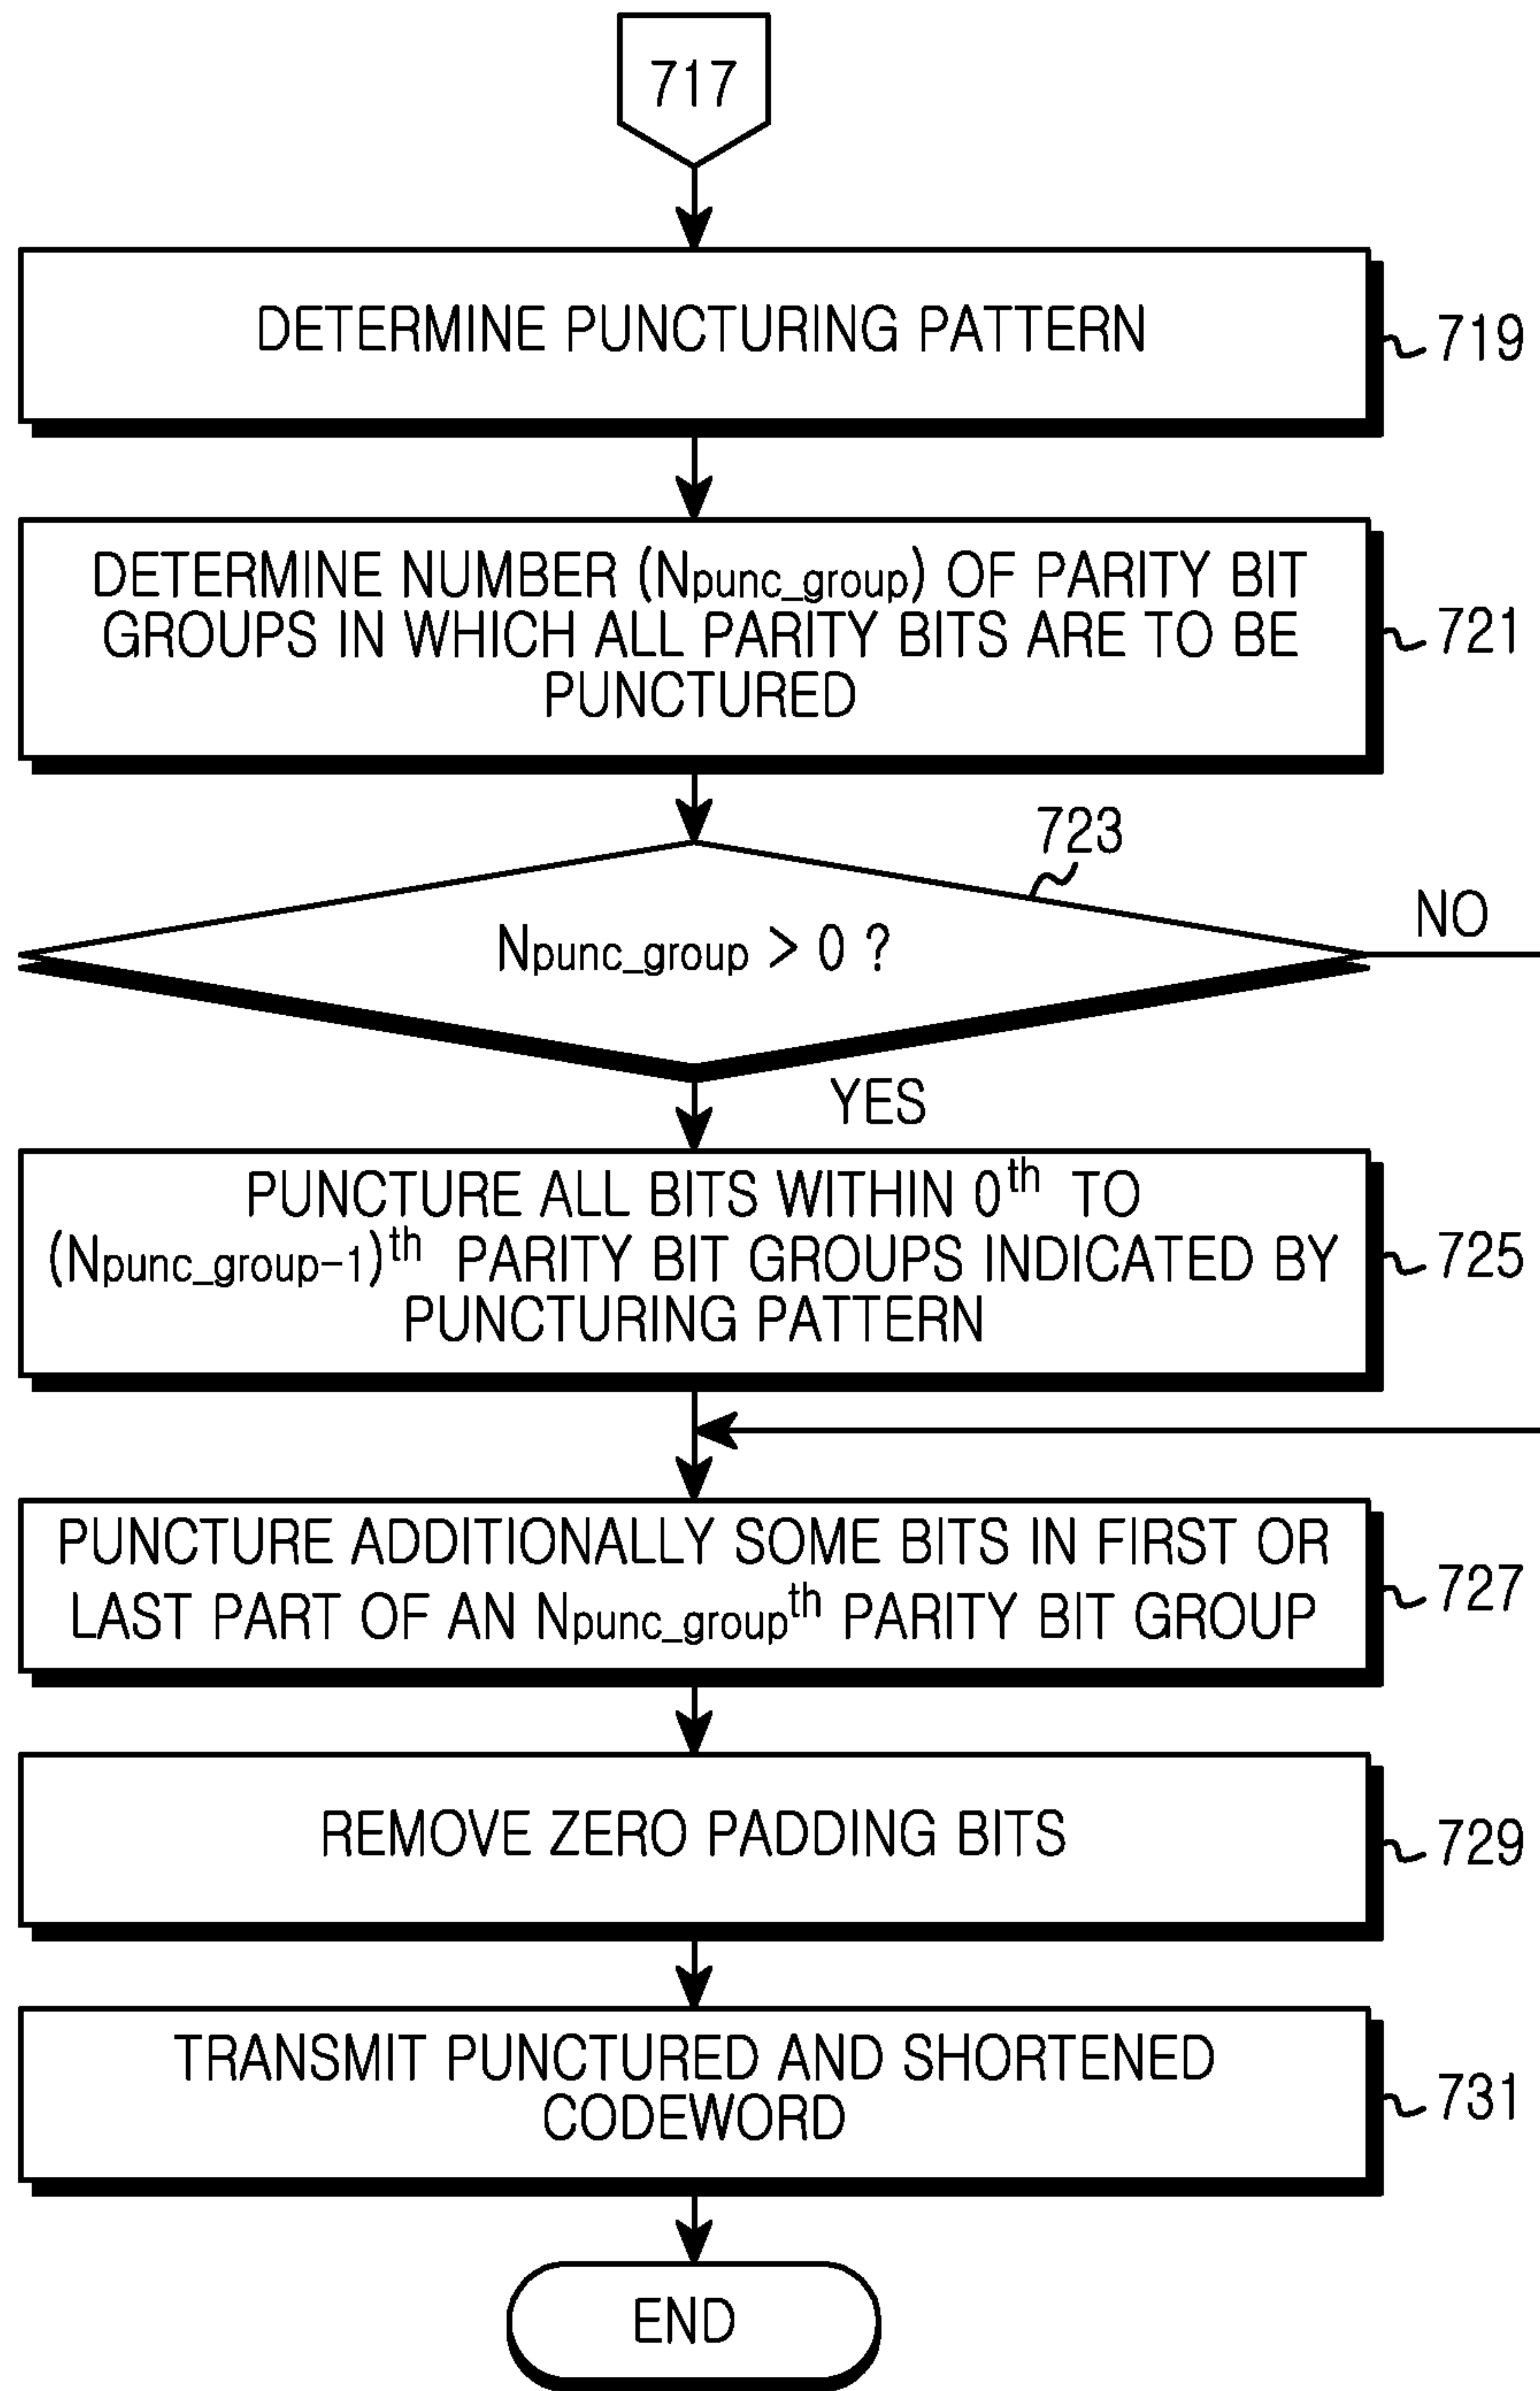 717
DETERMINE PUNCTURING PATTERN
719
DETERMINE NUMBER (Npunc_group) OF PARITY BIT
GROUPS IN WHICH ALL PARITY BITS ARE TO BE
PUNCTURED
721
723
Npunc_group > 0 ?
NO
YES
PUNCTURE ALL BITS WITHIN 0th TO
(Npunc_group-1)th PARITY BIT GROUPS INDICATED BY
PUNCTURING PATTERN
725
PUNCTURE ADDITIONALLY SOME BITS IN FIRST OR
LAST PART OF AN Npunc_groupth PARITY BIT GROUP
727
REMOVE ZERO PADDING BITS
729
TRANSMIT PUNCTURED AND SHORTENED
CODEWORD
731
END